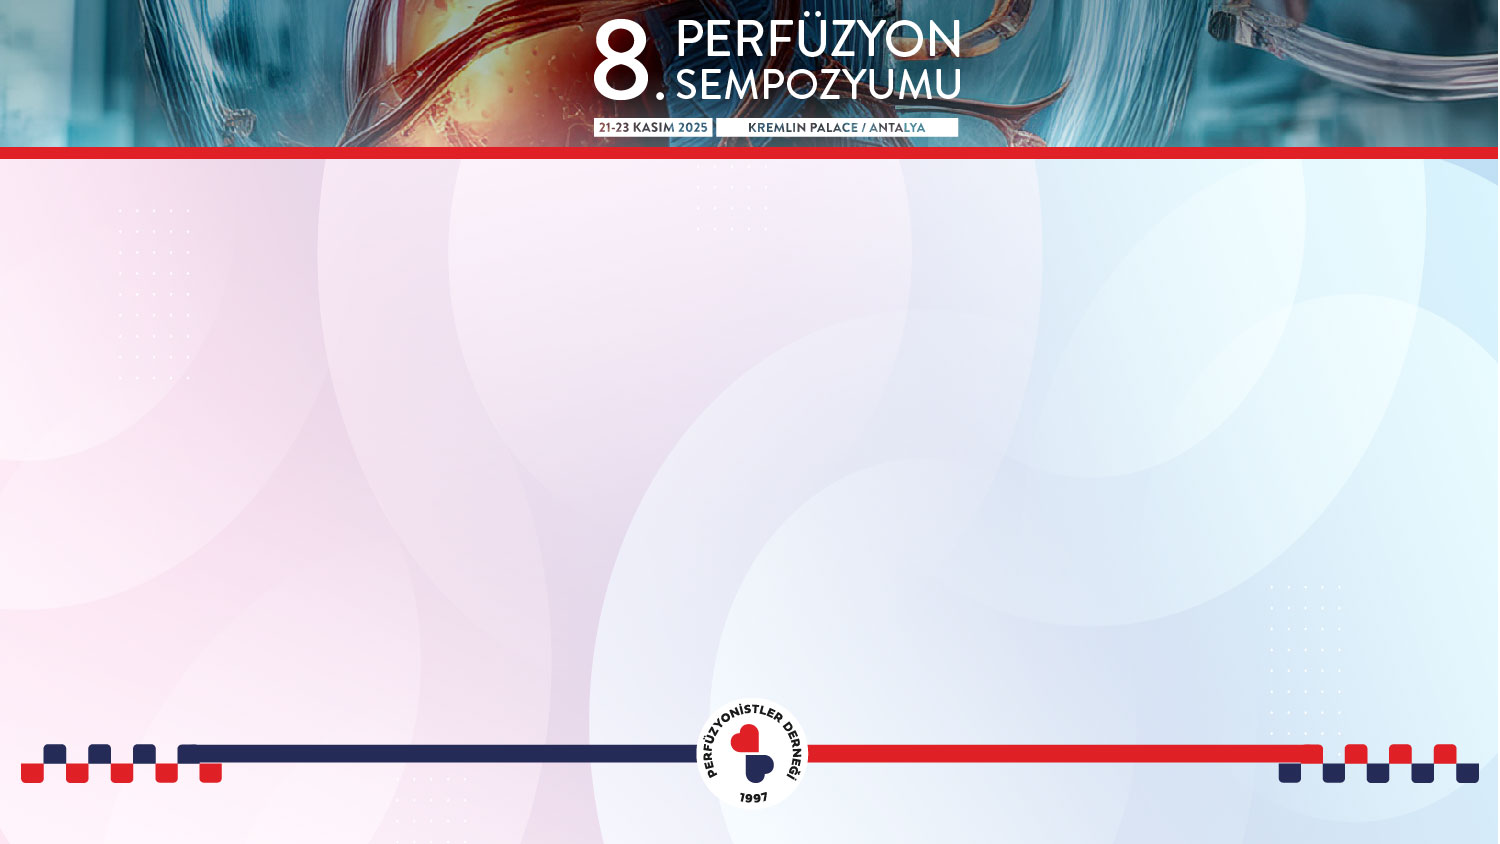 8. PERFÜZYON
SEMPOZYUMU
21-23 KASIM 2025 KREMLIN PALACE / ANTALYA
PERFÜZYONİSTLER DERNEĞİ
1997